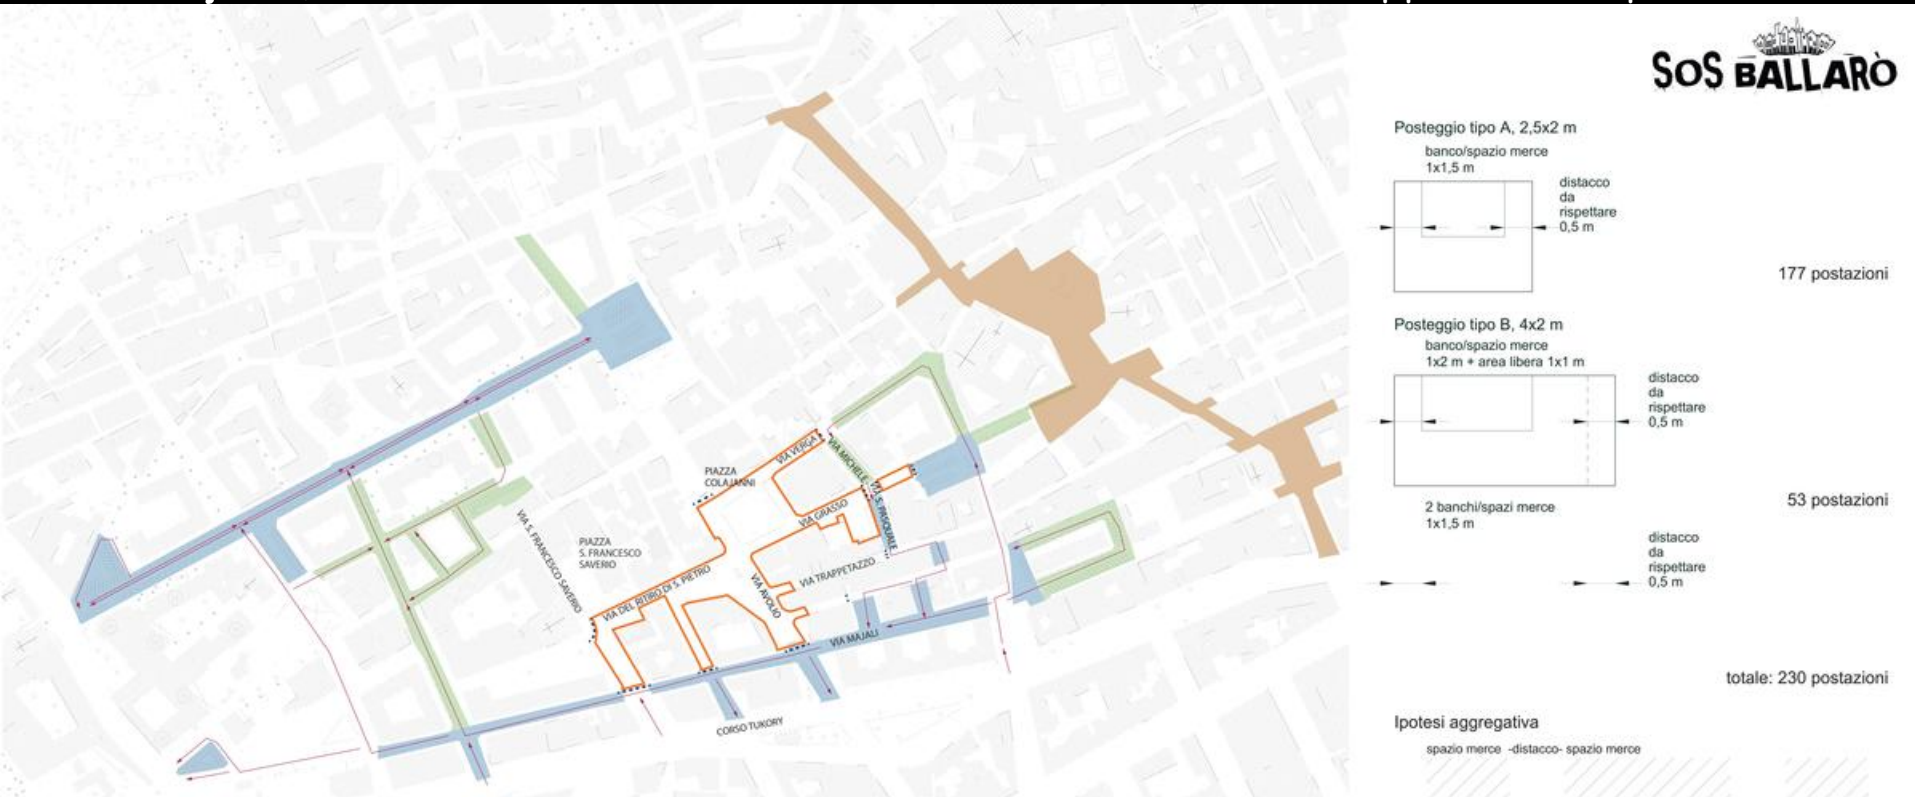 SOS BALLARÒ
Posteggio tipo A, 2,5x2 m
banco/spazio merce
1x1,5 m
distacco
da
rispettare
0,5 m
177 postazioni
Posteggio tipo B, 4x2 m
banco/spazio merce
1x2 m + area libera 1x1 m
distacco
da
rispettare
0,5 m
2 banchi/spazi merce
1x1,5 m
53 postazioni
distacco
da
rispettare
0,5 m
totale: 230 postazioni
Ipotesi aggregativa
spazio merce -distacco- spazio merce
VIA VERGA
VIA MICHELE
PIAZZA
COLAJANNI
VIA GRASSO
VIA S. PASQUALE
VIA S. FRANCESCO SAVERIO
PIAZZA
S. FRANCESCO
SAVERIO
VIA DEL RITIRO DI S. PIETRO
VIA AVOLIO
VIA TRAPPETAZZO
VIA MAJALI
CORSO TUKORY